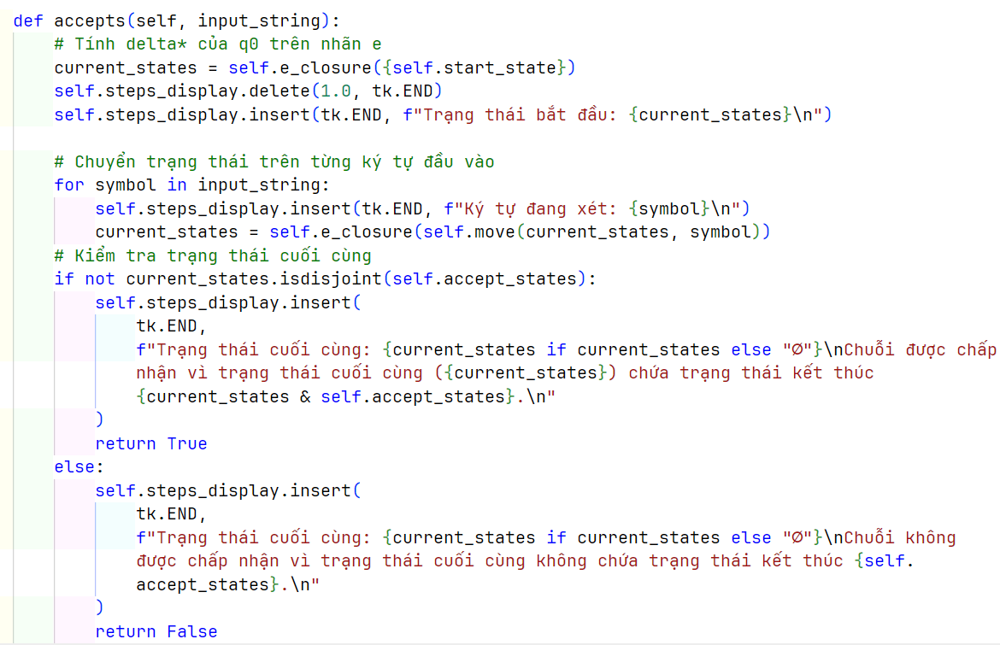 def accepts(self, input_string):
    # Tính delta* của q0 trên nhãn e
    current_states = self.e_closure({self.start_state})
    self.steps_display.delete(1.0, tk.END)
    self.steps_display.insert(tk.END, f"Trạng thái bắt đầu: {current_states}\n")

    # Chuyển trạng thái trên từng ký tự đầu vào
    for symbol in input_string:
        self.steps_display.insert(tk.END, f"Ký tự đang xét: {symbol}\n")
        current_states = self.e_closure(self.move(current_states, symbol))
    # Kiểm tra trạng thái cuối cùng
    if not current_states.isdisjoint(self.accept_states):
        self.steps_display.insert(
            tk.END,
            f"Trạng thái cuối cùng: {current_states if current_states else "Ø"}\nChuỗi được chấp
            nhận vì trạng thái cuối cùng ({current_states}) chứa trạng thái kết thúc
            {current_states & self.accept_states}.\n"
        )
        return True
    else:
        self.steps_display.insert(
            tk.END,
            f"Trạng thái cuối cùng: {current_states if current_states else "Ø"}\nChuỗi không
            được chấp nhận vì trạng thái cuối cùng không chứa trạng thái kết thúc {self.
            accept_states}.\n"
        )
        return False